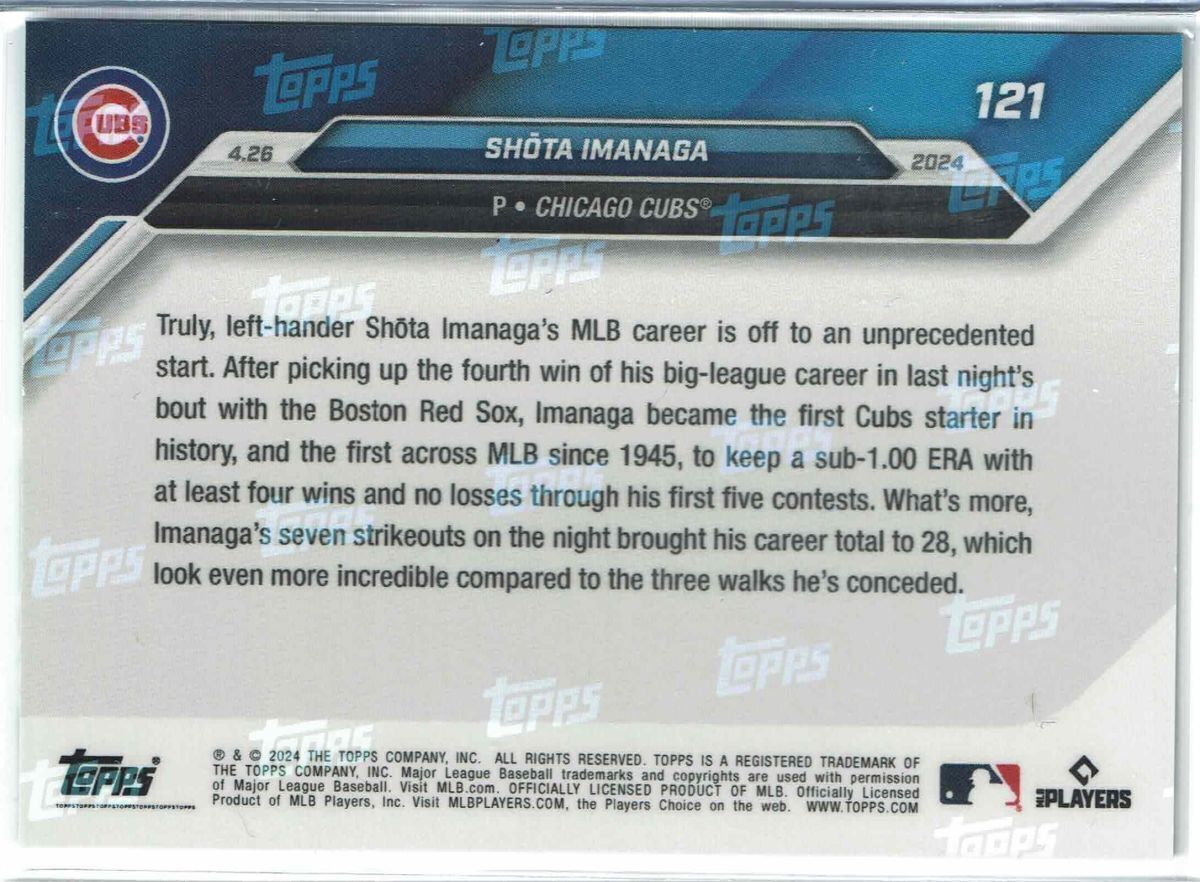 CUBS
121
4.26
SHŌTA IMANAGA
2024
P • CHICAGO CUBS®
Truly, left-hander Shōta Imanaga's MLB career is off to an unprecedented
start. After picking up the fourth win of his big-league career in last night's
bout with the Boston Red Sox, Imanaga became the first Cubs starter in
history, and the first across MLB since 1945, to keep a sub-1.00 ERA with
at least four wins and no losses through his first five contests. What's more,
Imanaga's seven strikeouts on the night brought his career total to 28, which
look even more incredible compared to the three walks he's conceded.
TOPPS®
TOPPSTOPPSTOPPSTOPPSTOPPSTOPPSTOPPS
® & © 2024 THE TOPPS COMPANY, INC. ALL RIGHTS RESERVED. TOPPS IS A REGISTERED TRADEMARK OF
THE TOPPS COMPANY, INC. Major League Baseball trademarks and copyrights are used with permission
of Major League Baseball. Visit MLB.com. OFFICIALLY LICENSED PRODUCT OF MLB. Officially Licensed
Product of MLB Players, Inc. Visit MLBPLAYERS.COM, the Players Choice on the web. WWW.TOPPS.COM
MLB PLAYERS